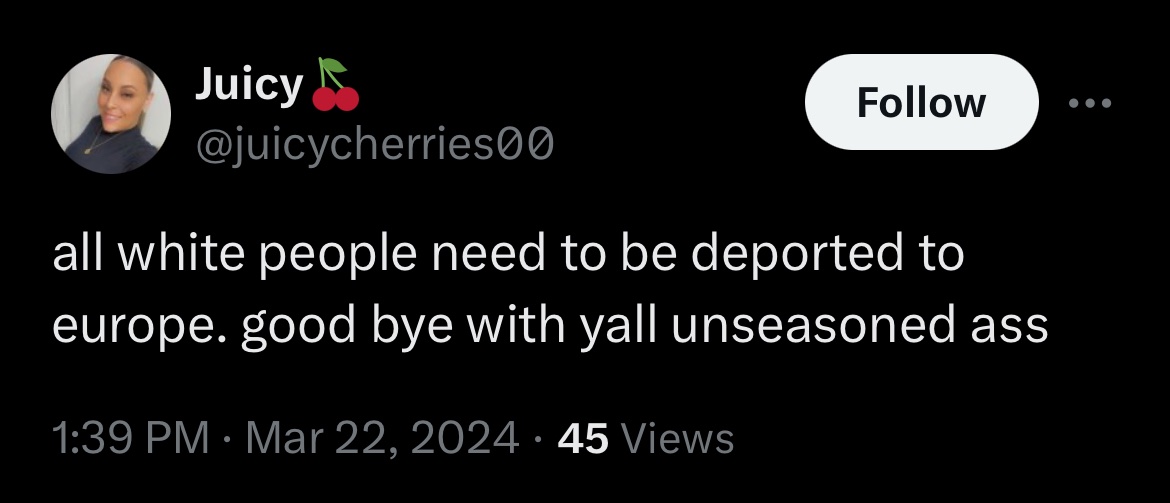 Juicy🍒
@juicycherries00
Follow
all white people need to be deported to
europe. good bye with yall unseasoned ass
1:39 PM · Mar 22, 2024 · 45 Views